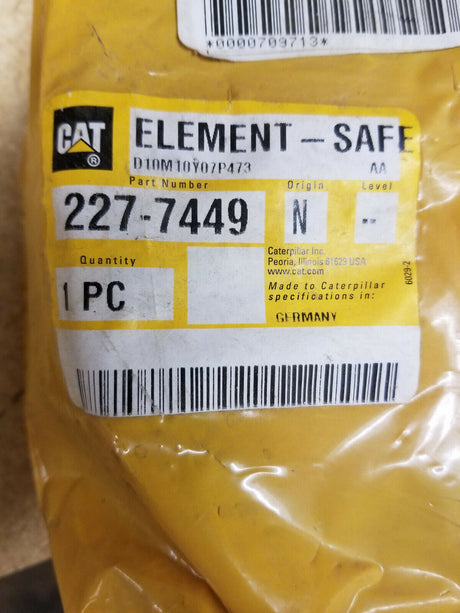 *0000709713*
CAT®
ELEMENT-SAFE
D10M10Y07P473 AA
Part Number Origin Level
227-7449 N --
Quantity
1 PC
Caterpillar Inc.
Peoria, Illinois 61629 USA
www.cat.com
Made to Caterpillar
specifications in:
GERMANY
6029-2